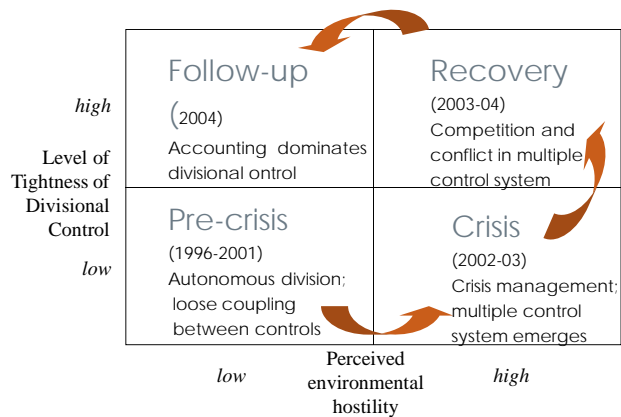 Follow-up
(2004)
Accounting dominates
divisional ontrol
Recovery
(2003-04)
Competition and
conflict in multiple
control system
high
Level of
Tightness of
Divisional
Control
low
Pre-crisis
(1996-2001)
Autonomous division;
loose coupling
between controls
Crisis
(2002-03)
Crisis management;
multiple control
system emerges
low
Perceived
environmental
hostility
high